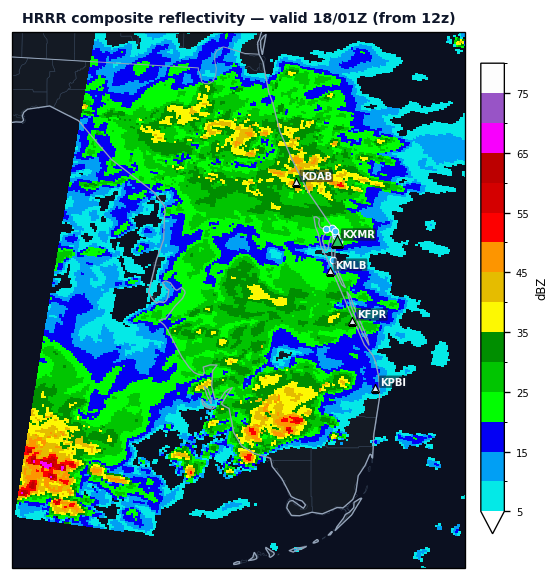 HRRR composite reflectivity — valid 18/01Z (from 12z)
KDAB
KXMR
KMLB
KFPR
KPBI
75
65
55
45
35
25
15
5
dBZ